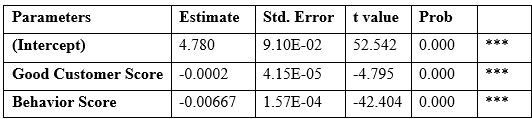 Parameters Estimate Std. Error t value Prob
(Intercept) 4.780 9.10E-02 52.542 0.000 ***
Good Customer Score -0.0002 4.15E-05 -4.795 0.000 ***
Behavior Score -0.00667 1.57E-04 -42.404 0.000 ***